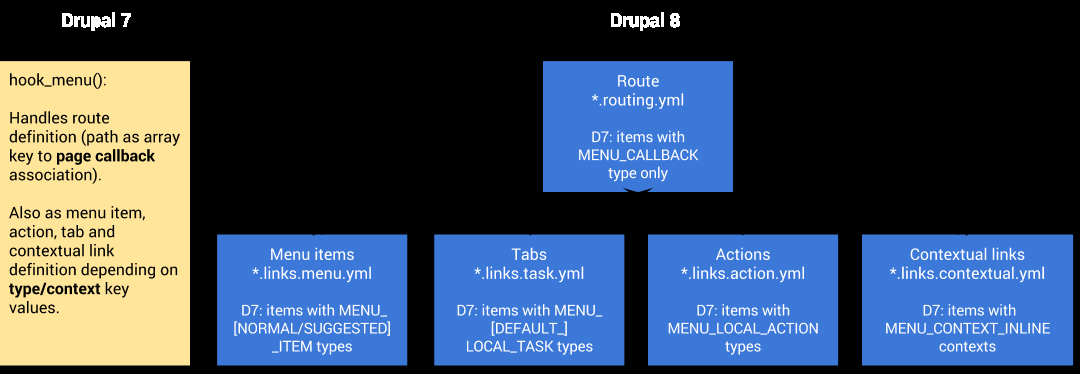 Drupal 7
Drupal 8
hook_menu():
Handles route
definition (path as array
key to page callback
association).
Also as menu item,
action, tab and
contextual link
definition depending on
type/context key
values.
Route
*.routing.yml
D7: items with
MENU_CALLBACK
type only
Menu items
*.links.menu.yml
D7: items with MENU_
[NORMAL/SUGGESTED]
_ITEM types
Tabs
*.links.task.yml
D7: items with MENU_
[DEFAULT_]
LOCAL_TASK types
Actions
*.links.action.yml
D7: items with
MENU_LOCAL_ACTION
types
Contextual links
*.links.contextual.yml
D7: items with
MENU_CONTEXT_INLINE
contexts